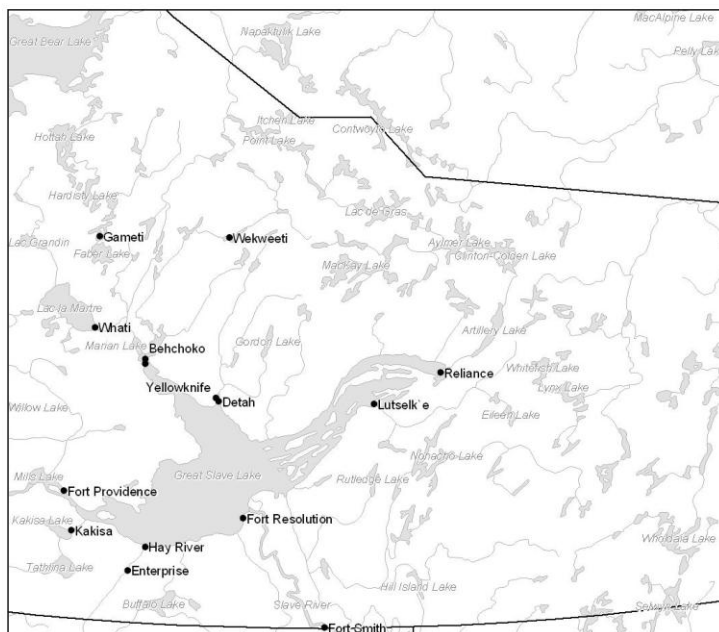 MacAlpine Lake
Napaktulik Lake
Great Bear Lake
Pelly Lake
Itchen Lake
Contwoyto Lake
Hottah Lake
Point Lake
Hardisty Lake
Lac de Gras
Gameti
Wekweeti
Lac Grandin
Aylmer Lake
Faber Lake
Clinton-Colden Lake
MacKay Lake
Lac la Martre
Whati
Artillery Lake
Marian Lake
Gordon Lake
Behchoko
Reliance
Whitefish Lake
Yellowknife
Lynx Lake
Detah
Lutselk`e
Willow Lake
Eileen Lake
Nonacho Lake
Great Slave Lake
Rutledge Lake
Mills Lake
Fort Providence
Fort Resolution
Kakisa Lake
Kakisa
Wholdaia Lake
Hay River
Tathlina Lake
Enterprise
Hill Island Lake
Buffalo Lake
Slave River
Selwyn Lake
Fort Smith